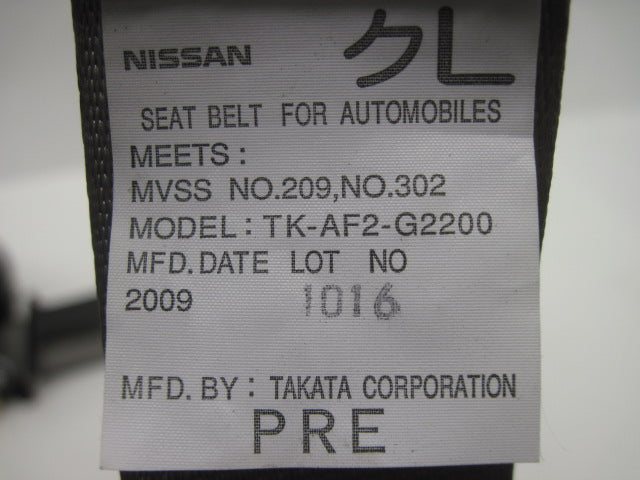 NISSAN クL
SEAT BELT FOR AUTOMOBILES
MEETS :
MVSS NO.209,NO.302
MODEL : TK-AF2-G2200
MFD.DATE LOT NO
2009 1016
MFD. BY : TAKATA CORPORATION
PRE